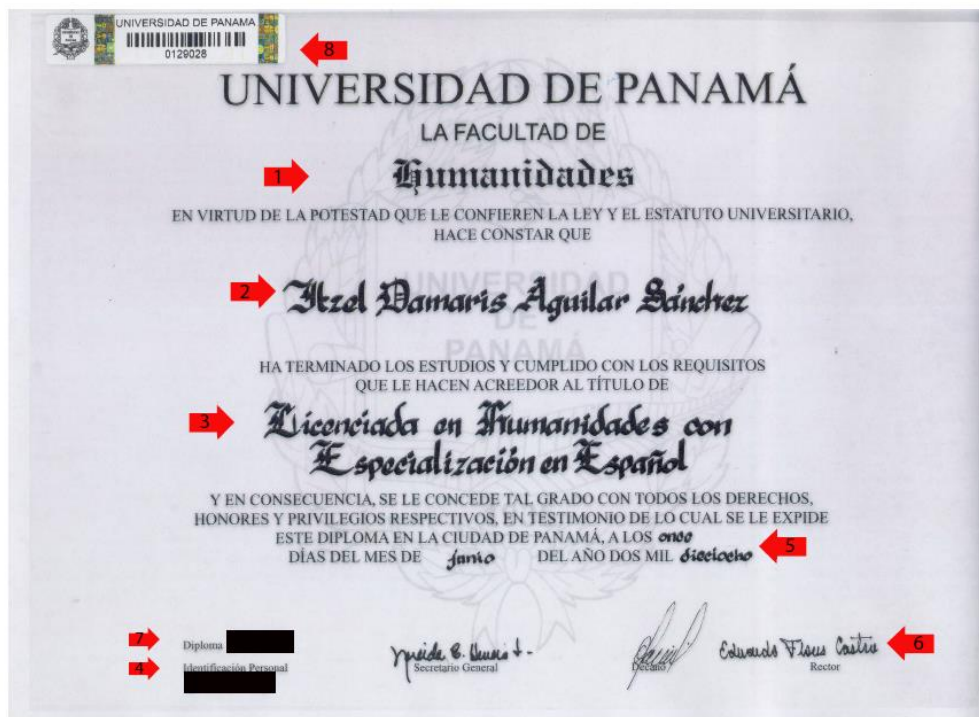 UNIVERSIDAD DE PANAMA
0129028
8
UNIVERSIDAD DE PANAMÁ
LA FACULTAD DE
1
Humanidades
EN VIRTUD DE LA POTESTAD QUE LE CONFIEREN LA LEY Y EL ESTATUTO UNIVERSITARIO,
HACE CONSTAR QUE
UNIVERSIDAD
DE
PANAMÁ
2
Itzel Damaris Aguilar Sánchez
HA TERMINADO LOS ESTUDIOS Y CUMPLIDO CON LOS REQUISITOS
QUE LE HACEN ACREEDOR AL TÍTULO DE
3
Licenciada en Humanidades con
Especialización en Español
Y EN CONSECUENCIA, SE LE CONCEDE TAL GRADO CON TODOS LOS DERECHOS,
HONORES Y PRIVILEGIOS RESPECTIVOS, EN TESTIMONIO DE LO CUAL SE LE EXPIDE
ESTE DIPLOMA EN LA CIUDAD DE PANAMÁ, A LOS once
DÍAS DEL MES DE junio DEL AÑO DOS MIL dieciocho
5
7 Diploma
4 Identificación Personal
Secretario General
Decano
Eduardo Flores Castro
Rector
6